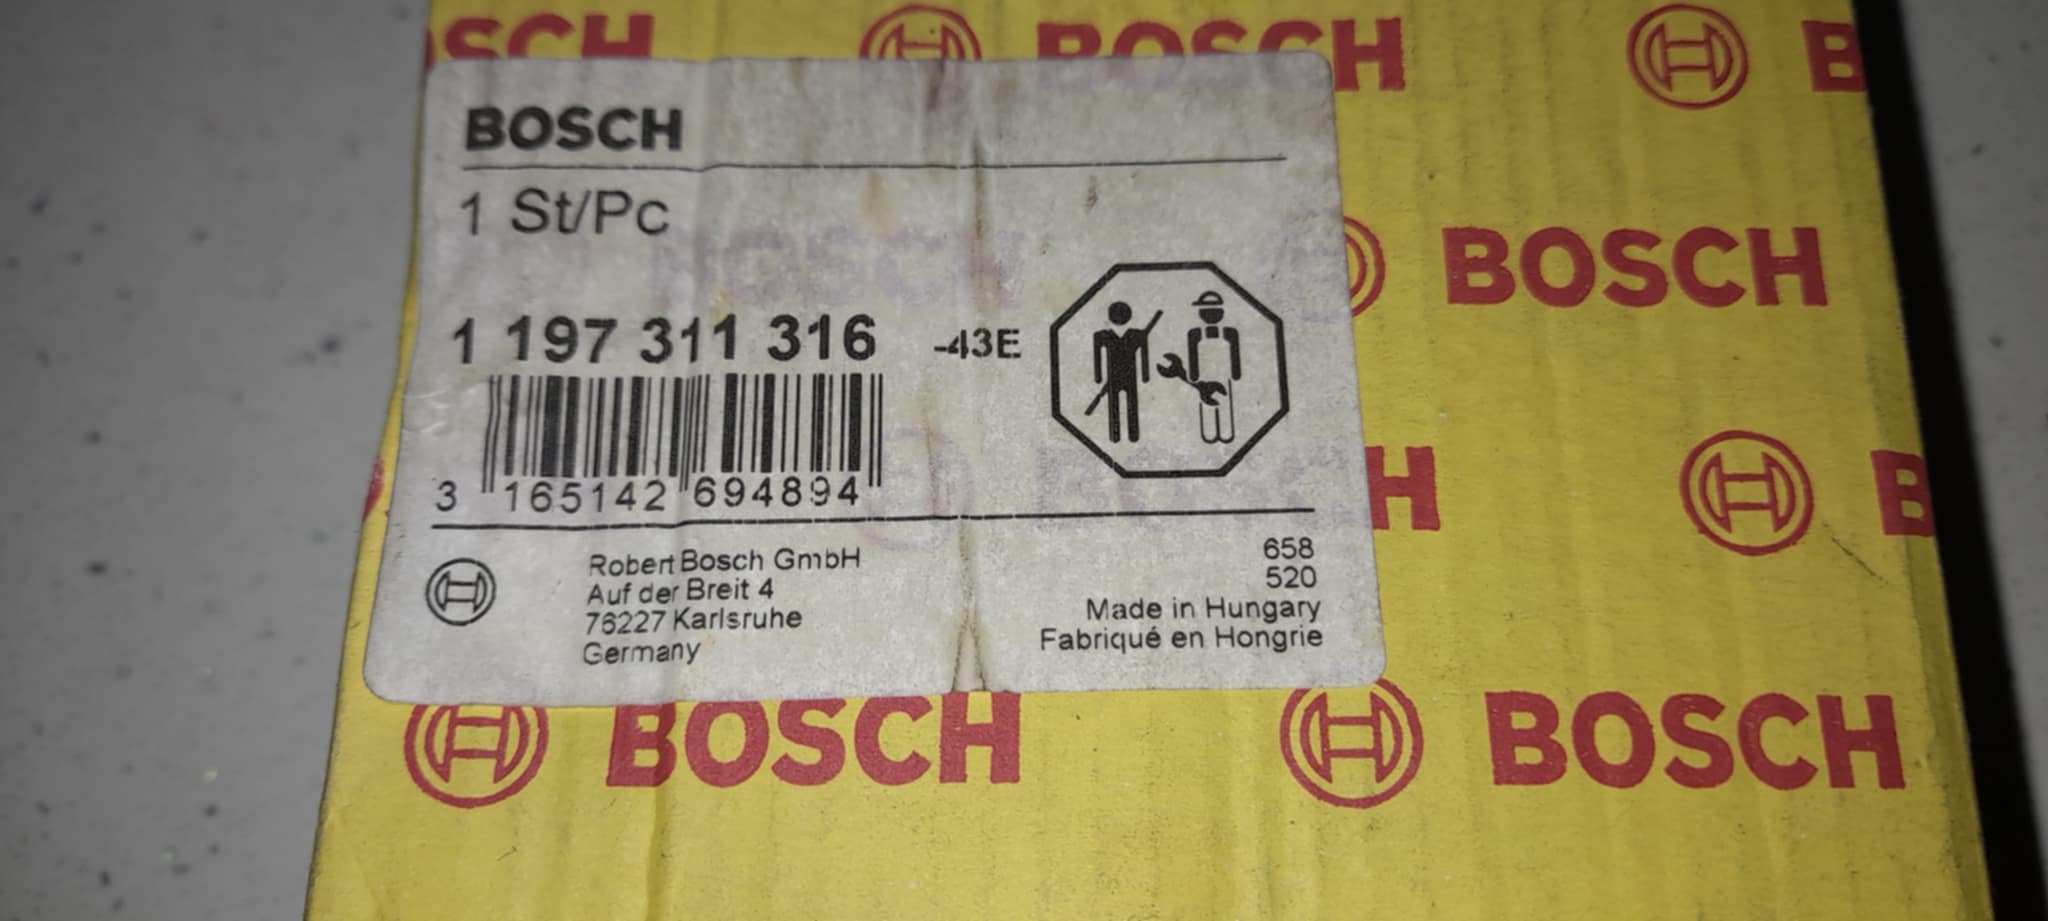 SCH BOSCH B
BOSCH
1 St/Pc
BOSCH
1 197 311 316 -43E
3 165142 694894
H B
Robert Bosch GmbH
Auf der Breit 4
76227 Karlsruhe
Germany
658
520
Made in Hungary
Fabriqué en Hongrie
BOSCH BOSCH